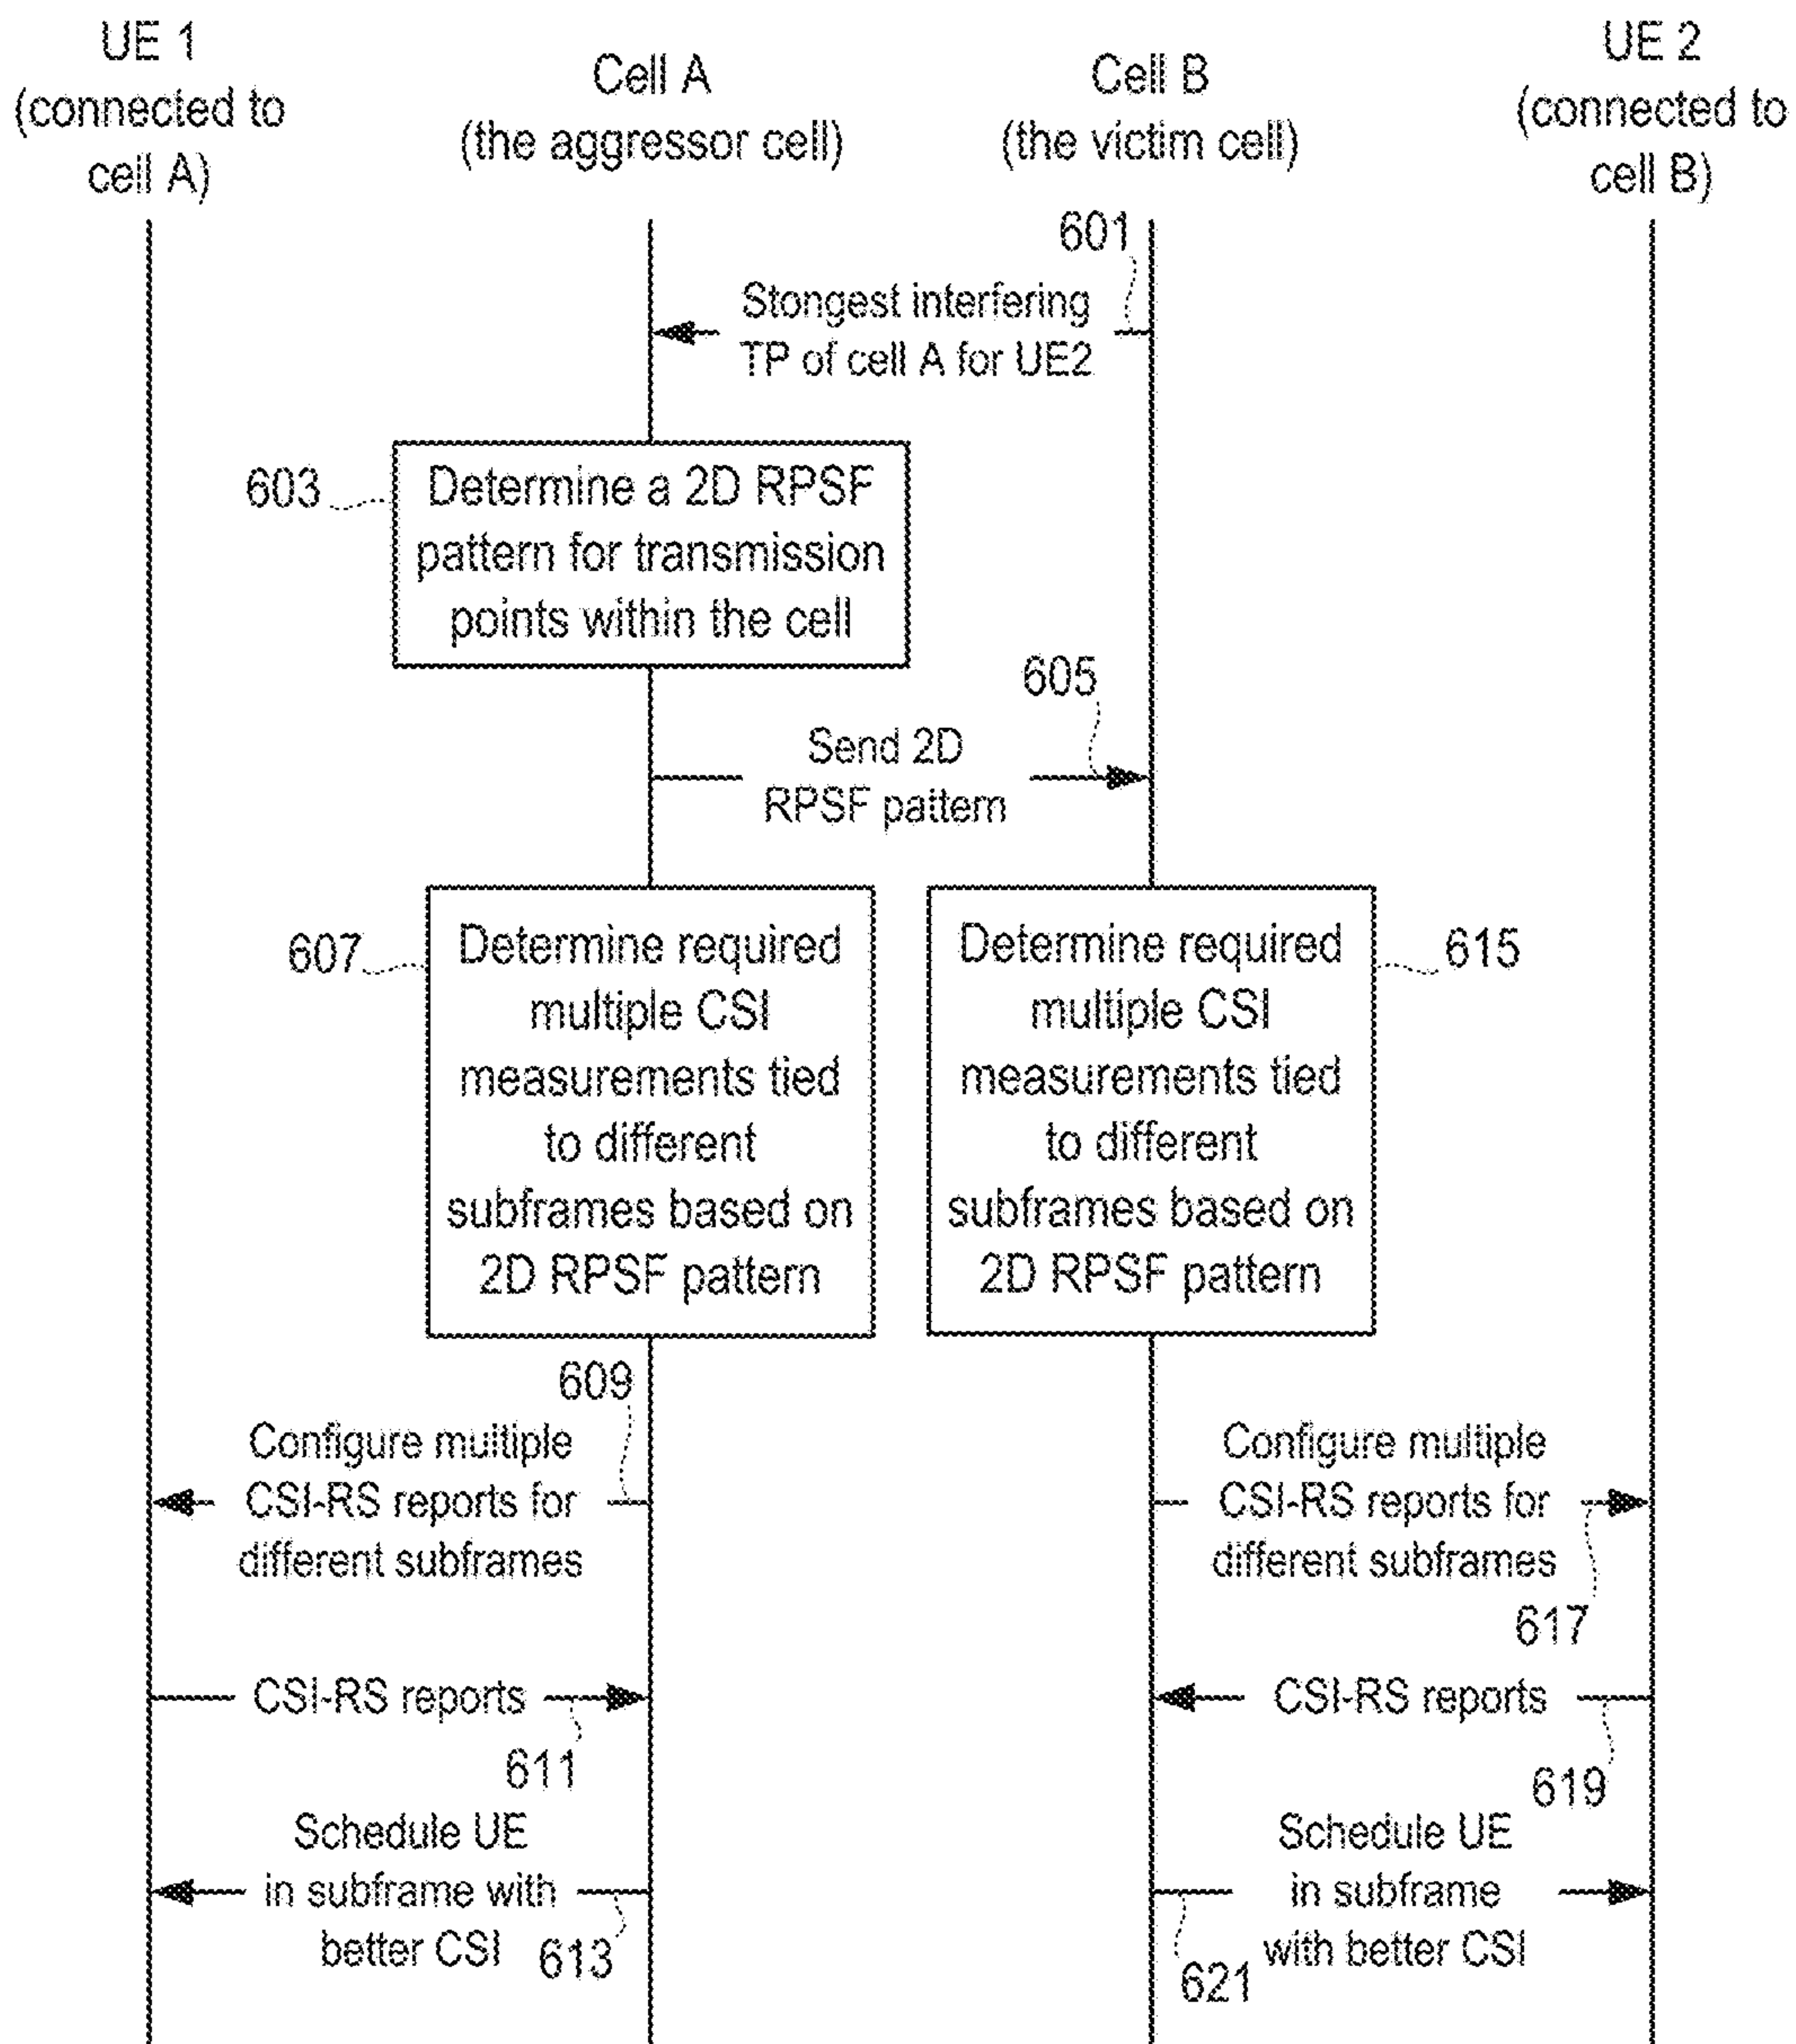 UE 1
(connected to
cell A)
Cell A
(the aggressor cell)
Cell B
(the victim cell)
UE 2
(connected to
cell B)
601
Stongest interfering
TP of cell A for UE2
603
Determine a 2D RPSF
pattern for transmission
points within the cell
605
Send 2D
RPSF pattern
607
Determine required
multiple CSI
measurements tied
to different
subframes based on
2D RPSF pattern
Determine required
multiple CSI
measurements tied
to different
subframes based on
2D RPSF pattern
615
609
Configure multiple
CSI-RS reports for
different subframes
Configure multiple
CSI-RS reports for
different subframes
617
CSI-RS reports
611
CSI-RS reports
619
Schedule UE
in subframe with
better CSI
613
Schedule UE
in subframe
with better CSI
621